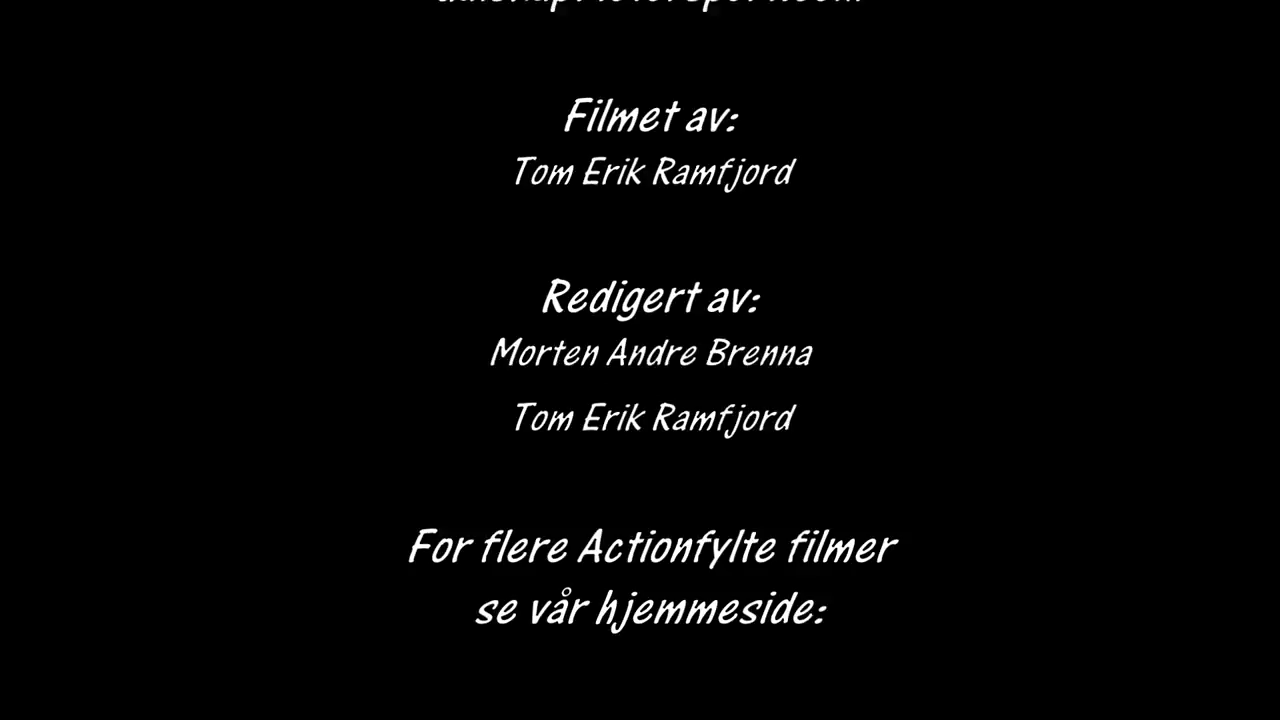 Filmet av:
Tom Erik Ramfjord
Redigert av:
Morten Andre Brenna
Tom Erik Ramfjord
For flere Actionfylte filmer
se vår hjemmeside: